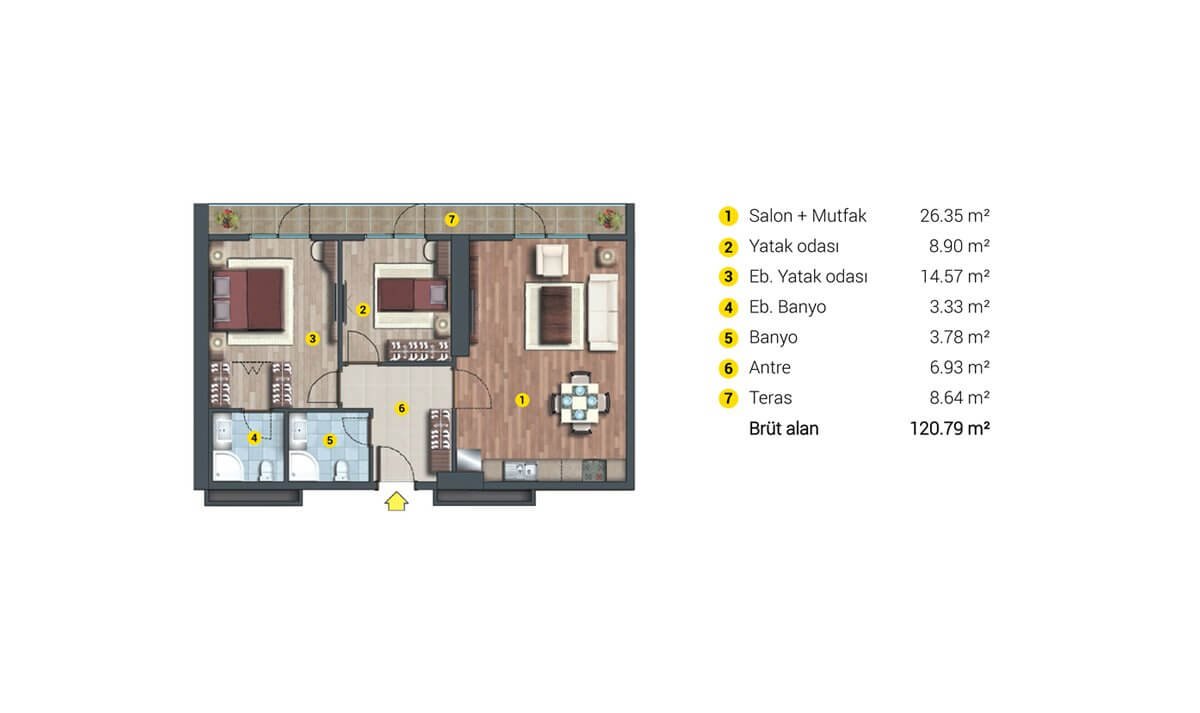 7
3
2
1
6
4
5
1 Salon + Mutfak 26.35 m²
2 Yatak odası 8.90 m²
3 Eb. Yatak odası 14.57 m²
4 Eb. Banyo 3.33 m²
5 Banyo 3.78 m²
6 Antre 6.93 m²
7 Teras 8.64 m²
Brüt alan 120.79 m²